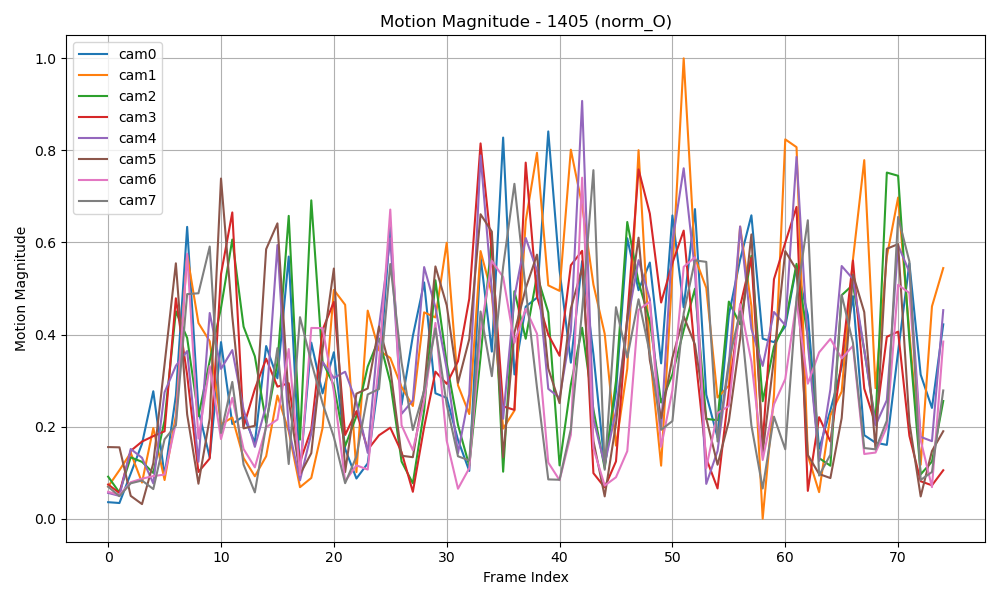 Motion Magnitude - 1405 (norm_O)
Motion Magnitude
1.0
0.8
0.6
0.4
0.2
0.0
cam0
cam1
cam2
cam3
cam4
cam5
cam6
cam7
0 10 20 30 40 50 60 70
Frame Index